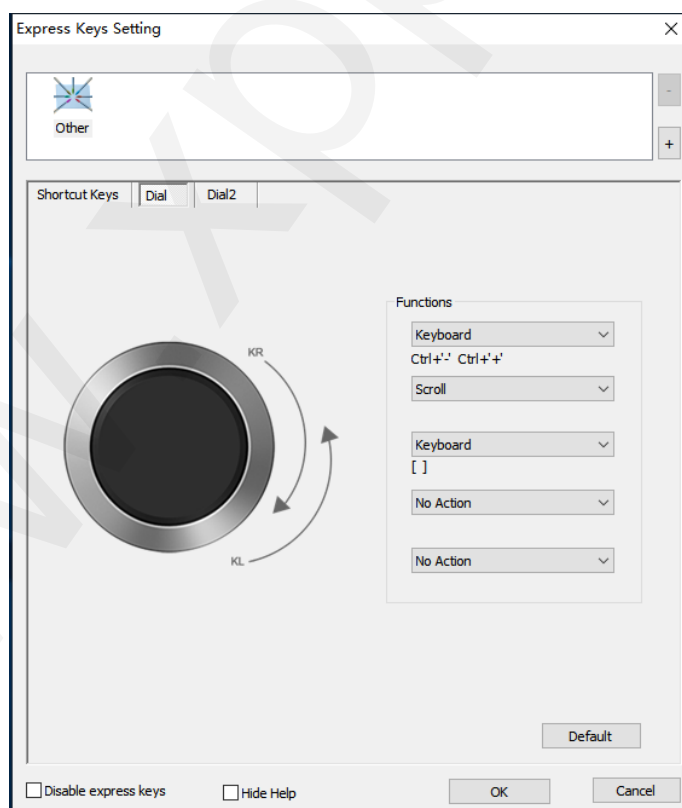 Express Keys Setting
Other
-
+
Shortcut Keys Dial Dial2
Functions
Keyboard
Ctrl+'-' Ctrl+'+'
KR
Scroll
Keyboard
[ ]
No Action
KL
No Action
Default
Disable express keys Hide Help OK Cancel